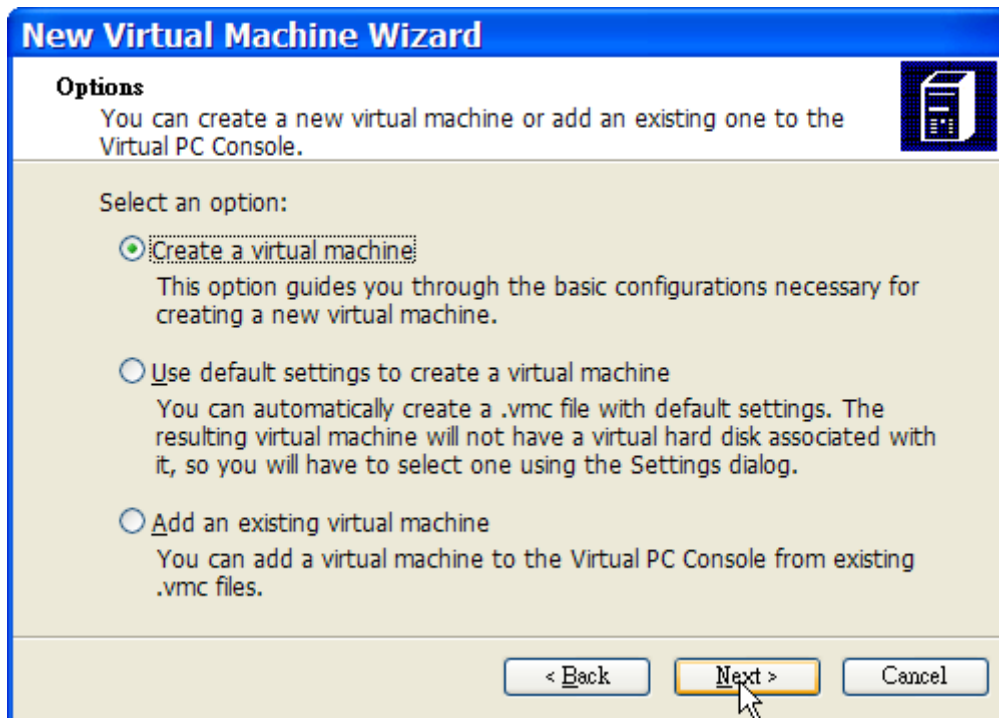 New Virtual Machine Wizard
Options
You can create a new virtual machine or add an existing one to the
Virtual PC Console.
Select an option:
Create a virtual machine
This option guides you through the basic configurations necessary for
creating a new virtual machine.
Use default settings to create a virtual machine
You can automatically create a .vmc file with default settings. The
resulting virtual machine will not have a virtual hard disk associated with
it, so you will have to select one using the Settings dialog.
Add an existing virtual machine
You can add a virtual machine to the Virtual PC Console from existing
.vmc files.
< Back Next > Cancel